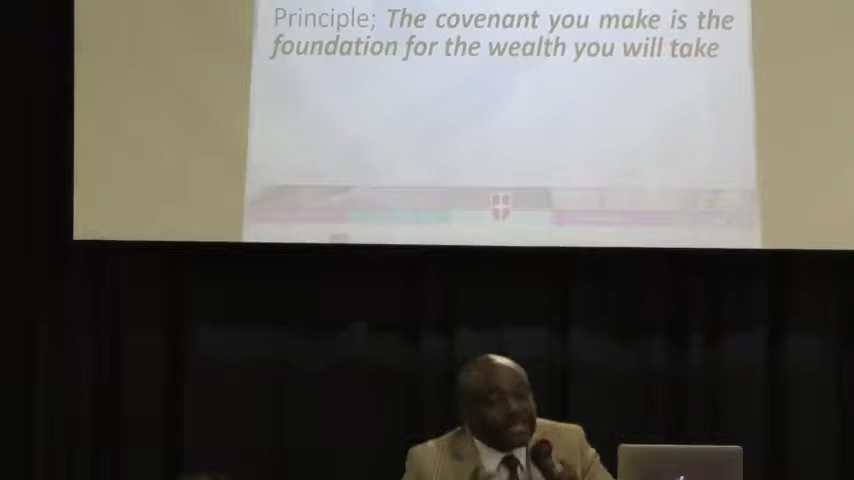 Principle; The covenant you make is the
foundation for the wealth you will take